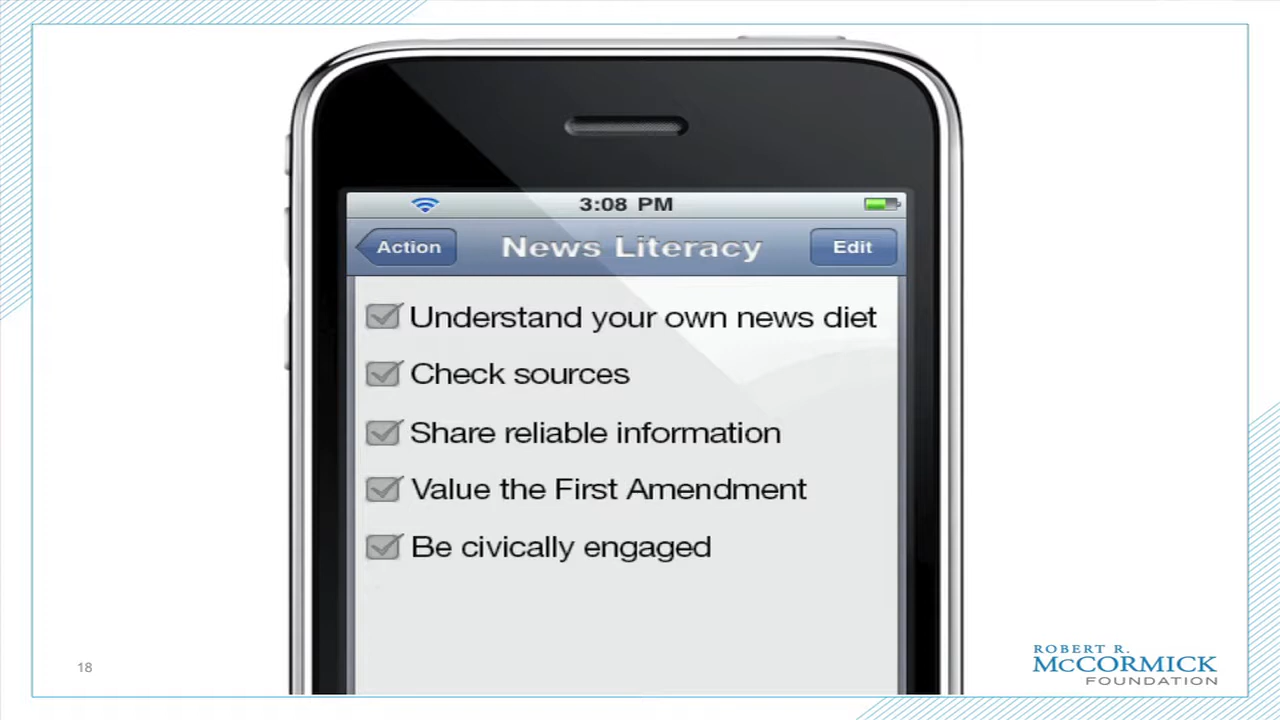 3:08 PM
Action
News Literacy
Edit
Understand your own news diet
Check sources
Share reliable information
Value the First Amendment
Be civically engaged
18
ROBERT R.
McCORMICK
FOUNDATION